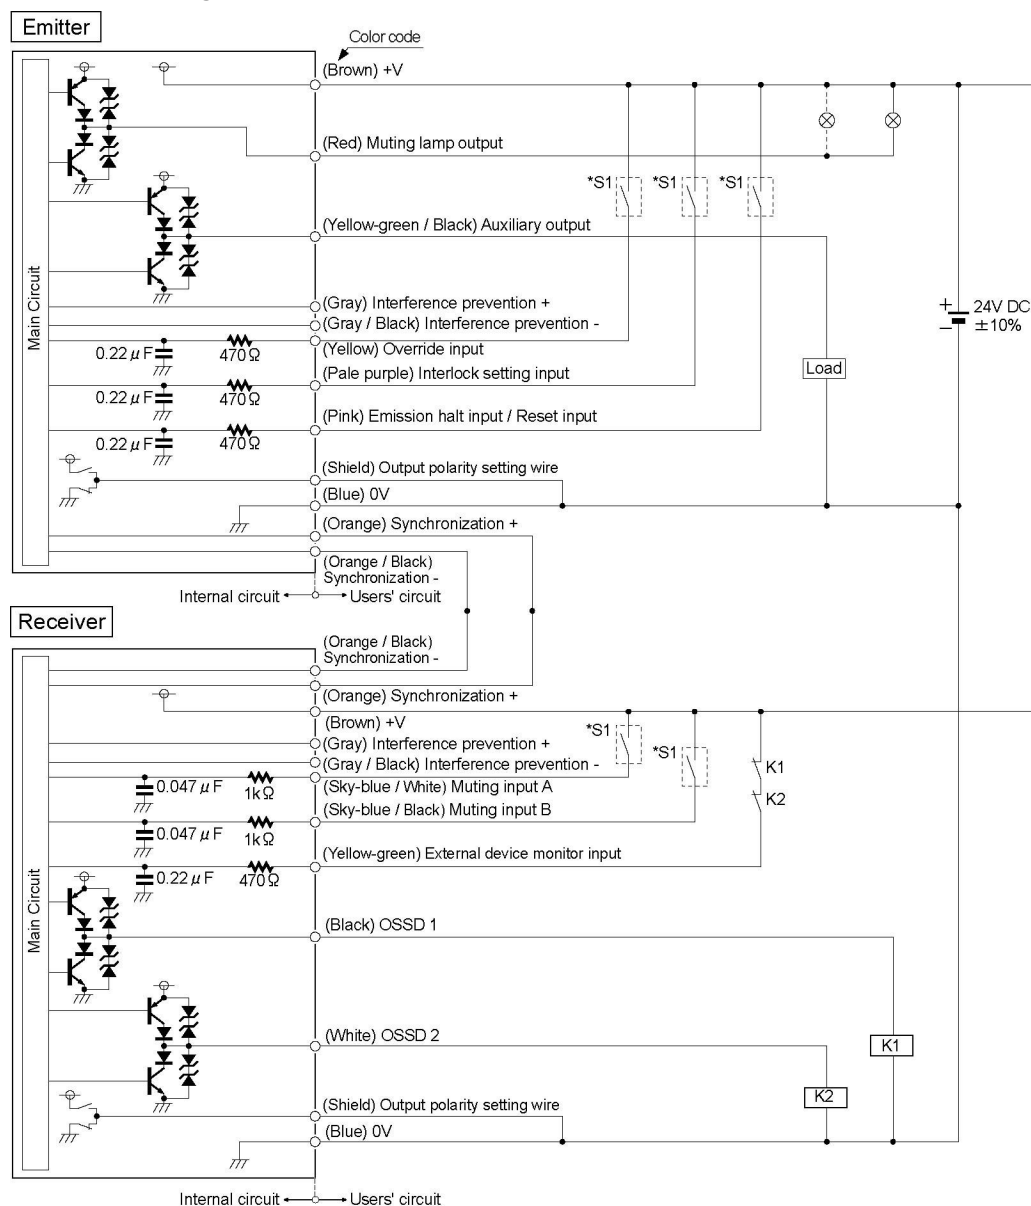 Emitter
Color code
(Brown) +V
(Red) Muting lamp output
*S1 *S1 *S1
(Yellow-green / Black) Auxiliary output
Main Circuit
(Gray) Interference prevention +
(Gray / Black) Interference prevention -
24V DC
±10%
+
−
0.22 μF
470Ω
(Yellow) Override input
(Pale purple) Interlock setting input
Load
0.22 μF
470Ω
(Pink) Emission halt input / Reset input
0.22 μF
470Ω
(Shield) Output polarity setting wire
(Blue) 0V
(Orange) Synchronization +
(Orange / Black)
Synchronization -
Internal circuit
Users' circuit
Receiver
(Orange / Black)
Synchronization -
(Orange) Synchronization +
(Brown) +V
*S1
*S1
(Gray) Interference prevention +
(Gray / Black) Interference prevention -
K1
K2
0.047 μF
1kΩ
(Sky-blue / White) Muting input A
(Sky-blue / Black) Muting input B
0.047 μF
1kΩ
(Yellow-green) External device monitor input
0.22 μF
470Ω
Main Circuit
(Black) OSSD 1
(White) OSSD 2
K1
K2
(Shield) Output polarity setting wire
(Blue) 0V
Internal circuit
Users' circuit